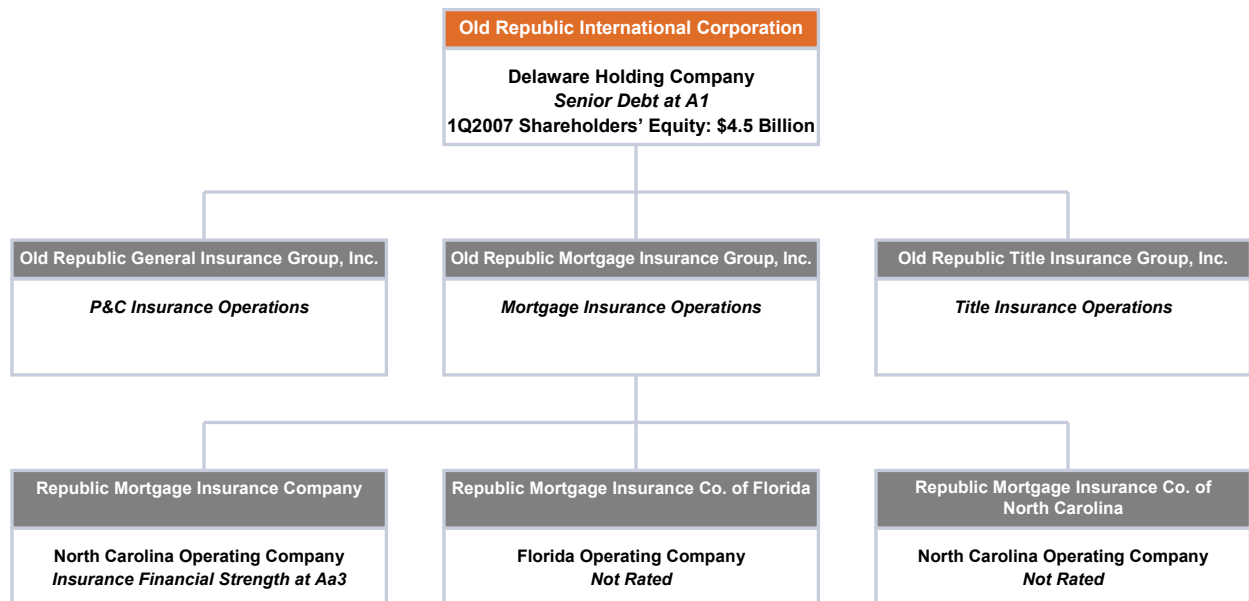 Old Republic International Corporation
Delaware Holding Company
Senior Debt at A1
1Q2007 Shareholders’ Equity: $4.5 Billion
Old Republic General Insurance Group, Inc.
P&C Insurance Operations
Old Republic Mortgage Insurance Group, Inc.
Mortgage Insurance Operations
Old Republic Title Insurance Group, Inc.
Title Insurance Operations
Republic Mortgage Insurance Company
North Carolina Operating Company
Insurance Financial Strength at Aa3
Republic Mortgage Insurance Co. of Florida
Florida Operating Company
Not Rated
Republic Mortgage Insurance Co. of
North Carolina
North Carolina Operating Company
Not Rated